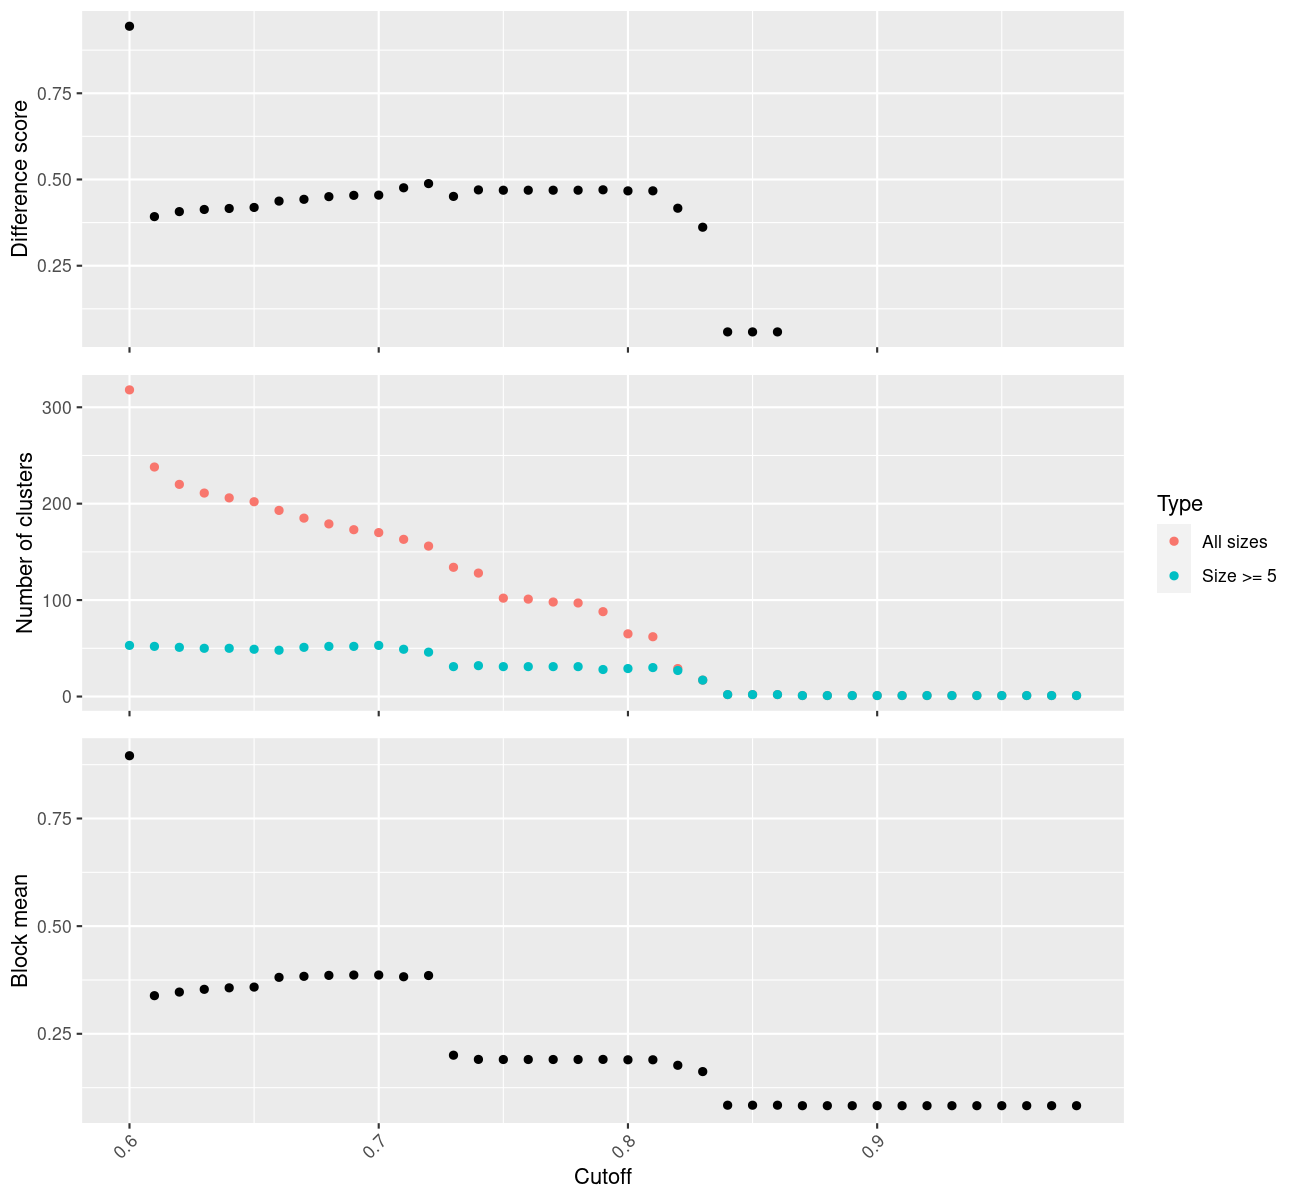 Difference score
0.75
0.50
0.25
Number of clusters
300
200
100
0
Type
All sizes
Size >= 5
Block mean
0.75
0.50
0.25
0.6
0.7
0.8
0.9
Cutoff